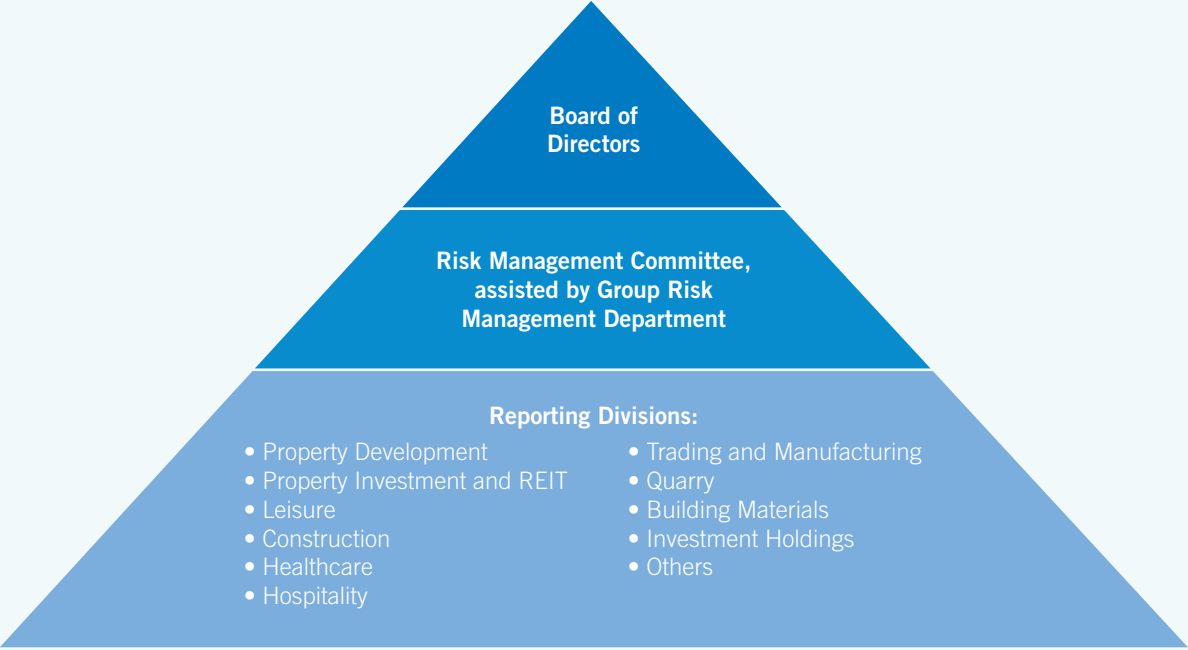 Board of
Directors
Risk Management Committee,
assisted by Group Risk
Management Department
Reporting Divisions:
• Property Development
• Property Investment and REIT
• Leisure
• Construction
• Healthcare
• Hospitality
• Trading and Manufacturing
• Quarry
• Building Materials
• Investment Holdings
• Others